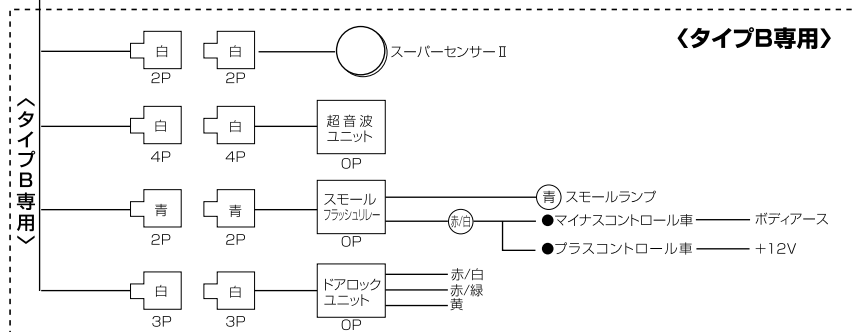 〈タイプB専用〉
〈タイプB専用〉
白 白 スーパーセンサーⅡ
2P 2P
白 白 超音波
ユニット
4P 4P OP
青 青 スモール
フラッシュリレー
2P 2P OP
青 スモールランプ
赤/白 ●マイナスコントロール車 ボディアース
●プラスコントロール車 +12V
白 白 ドアロック
ユニット
3P 3P OP
赤/白
赤/緑
黄